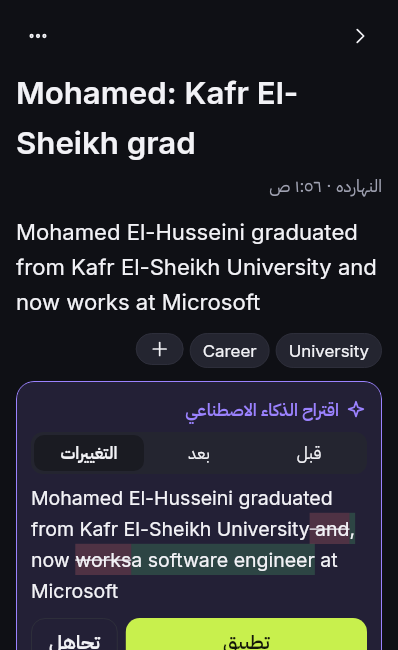 Mohamed: Kafr El-
Sheikh grad
النهارده · ١:٥٦ ص
Mohamed El-Husseini graduated
from Kafr El-Sheikh University and
now works at Microsoft
+ Career University
اقتراح الذكاء الاصطناعي
قبل بعد التغييرات
Mohamed El-Husseini graduated
from Kafr El-Sheikh University and,
now worksa software engineer at
Microsoft
تطبيق تجاهل